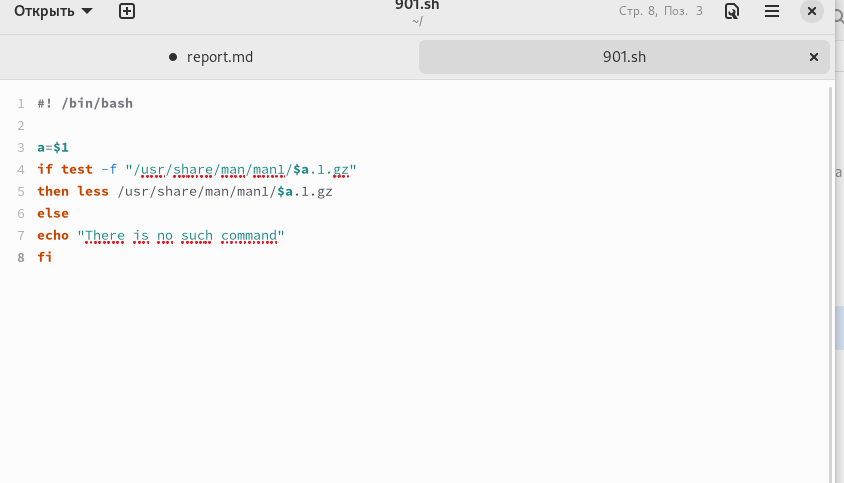 Открыть
901.sh
~/
Стр. 8, Поз. 3
report.md
901.sh
1 #! /bin/bash
2
3 a=$1
4 if test -f "/usr/share/man/man1/$a.1.gz"
5 then less /usr/share/man/man1/$a.1.gz
6 else
7 echo "There is no such command"
8 fi
a